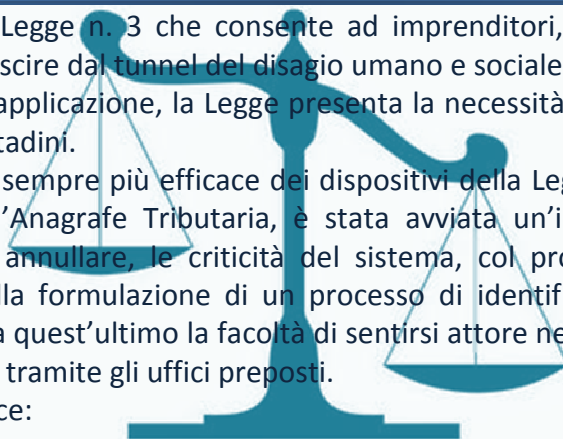 Legge n. 3 che consente ad imprenditori,
scire dal tunnel del disagio umano e sociale
applicazione, la Legge presenta la necessità
tadini.
sempre più efficace dei dispositivi della Leg
'Anagrafe Tributaria, è stata avviata un'i
annullare, le criticità del sistema, col pro
lla formulazione di un processo di identif
a quest'ultimo la facoltà di sentirsi attore ne
tramite gli uffici preposti.
ce: